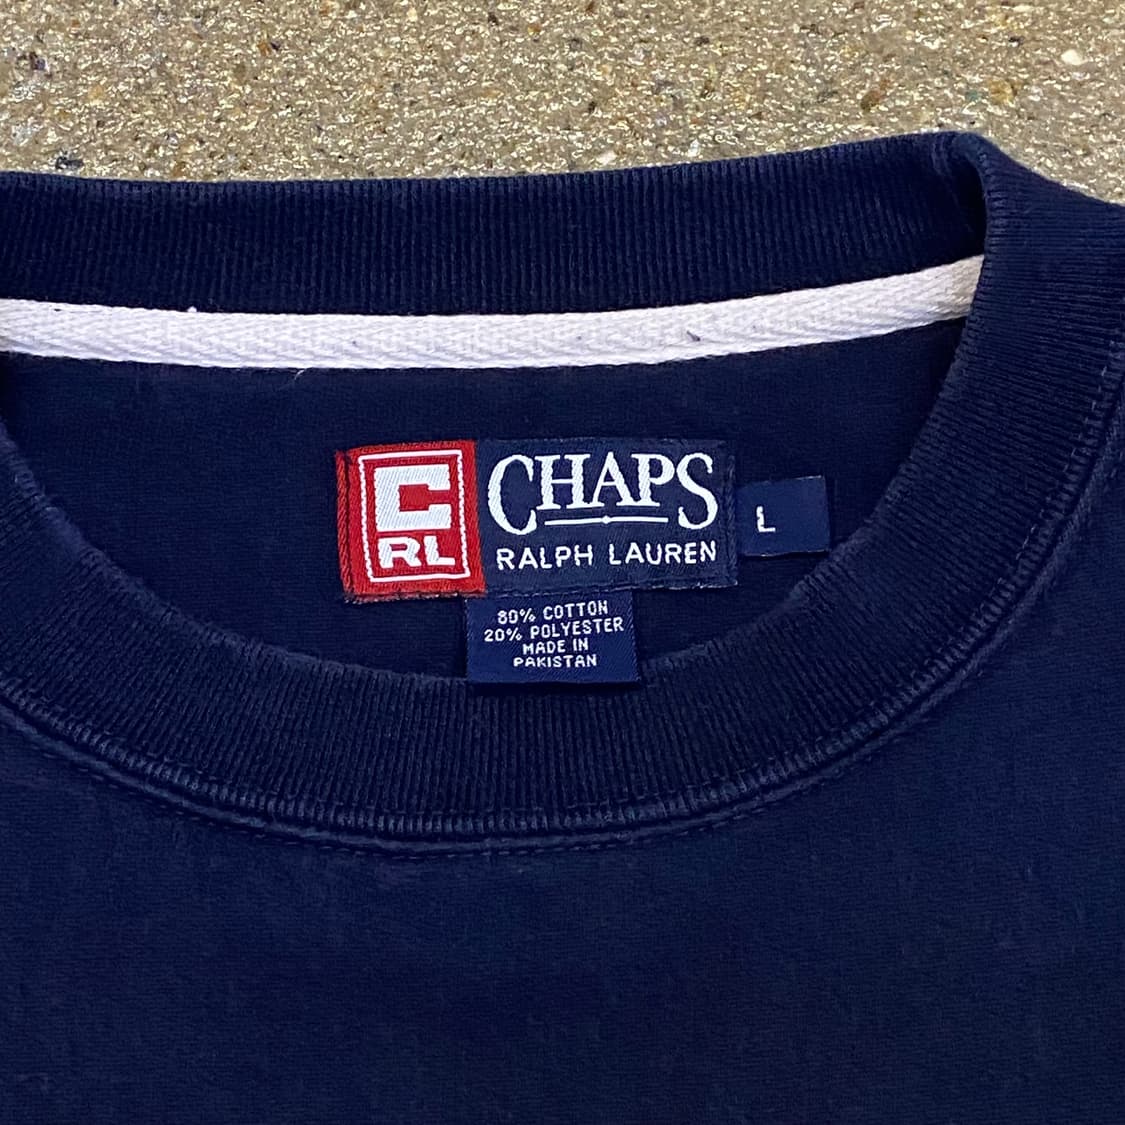 C
RL
CHAPS
RALPH LAUREN
L
80% COTTON
20% POLYESTER
MADE IN
PAKISTAN